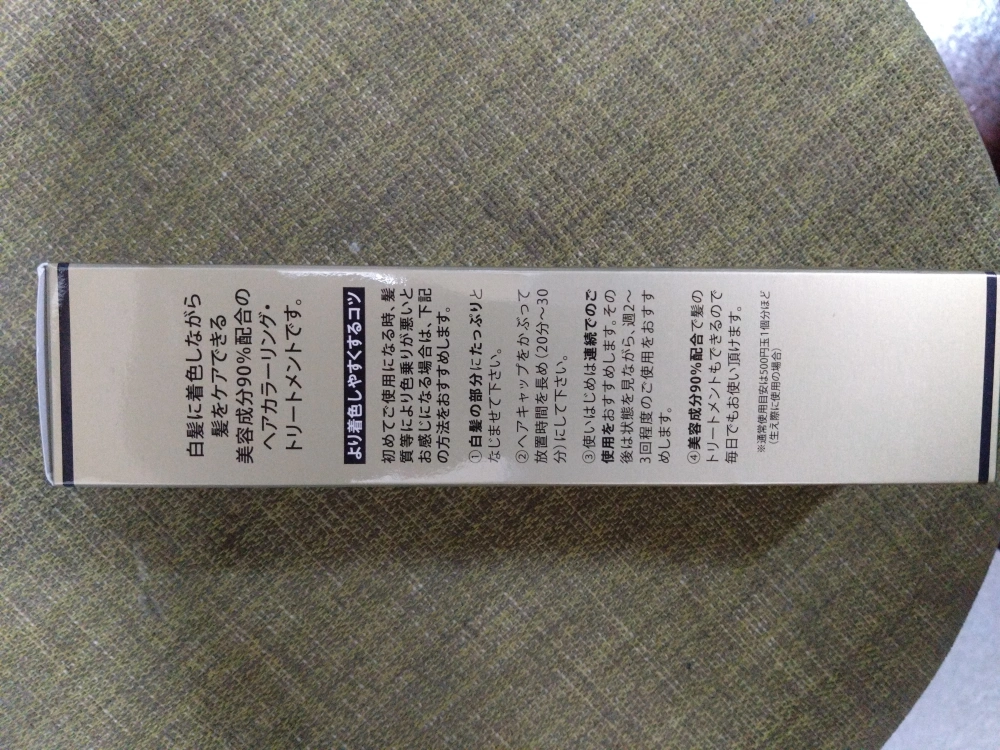 白髪に着色しながら
髪をケアできる
美容成分90%配合の
ヘアカラーリング・
トリートメントです。
より着色しやすくするコツ
初めてご使用になる時、髪
質等により色乗りが悪いと
お感じになる場合は、下記
の方法をおすすめします。
①白髪の部分にたっぷりと
なじませて下さい。
②ヘアキャップをかぶって
放置時間を長め(20分~30
分)にして下さい。
③お使いはじめは連続でのご
使用をおすすめします。その
後は状態を見ながら、週2~
3回程度のご使用をおすす
めします。
④美容成分90%配合で髪の
トリートメントもできるので
毎日でもお使い頂けます。
※通常使用目安は500円玉1個分ほど
(生え際に使用の場合)